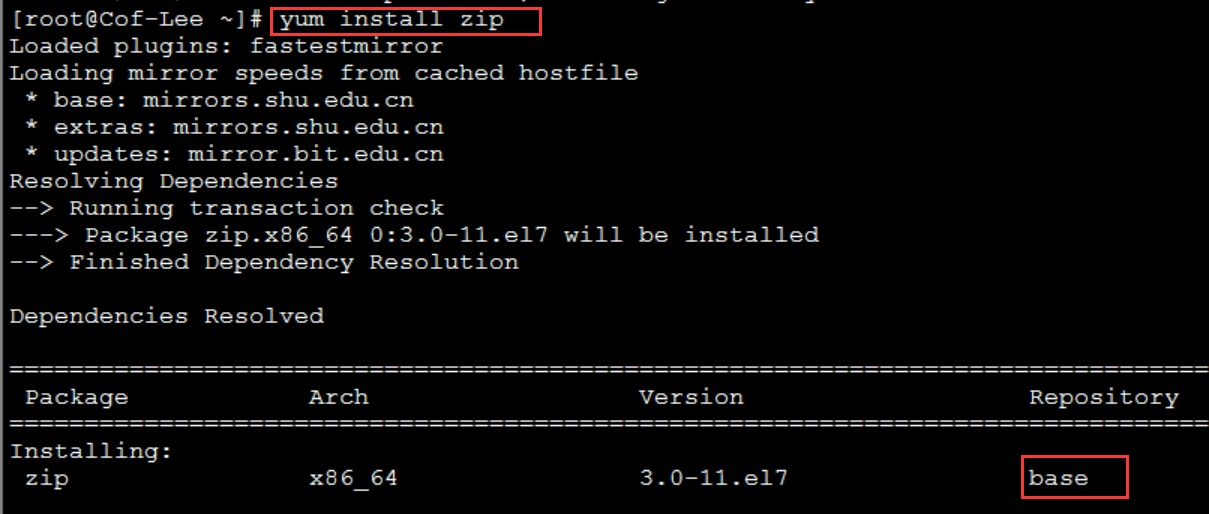 [root@Cof-Lee ~]# yum install zip
Loaded plugins: fastestmirror
Loading mirror speeds from cached hostfile
 * base: mirrors.shu.edu.cn
 * extras: mirrors.shu.edu.cn
 * updates: mirror.bit.edu.cn
Resolving Dependencies
--> Running transaction check
---> Package zip.x86_64 0:3.0-11.el7 will be installed
--> Finished Dependency Resolution
Dependencies Resolved
================================================================================
 Package Arch Version Repository
================================================================================
Installing:
 zip x86_64 3.0-11.el7 base